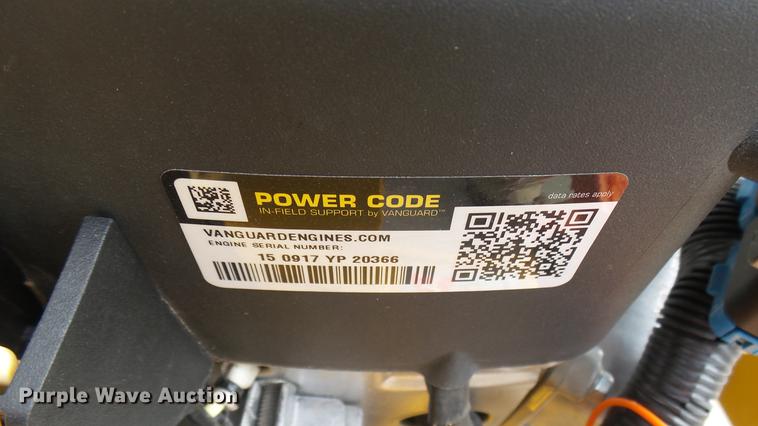 POWER CODE
data rates apply
IN-FIELD SUPPORT by VANGUARD™
VANGUARDENGINES.COM
ENGINE SERIAL NUMBER:
15 0917 YP 20366
Purple Wave Auction